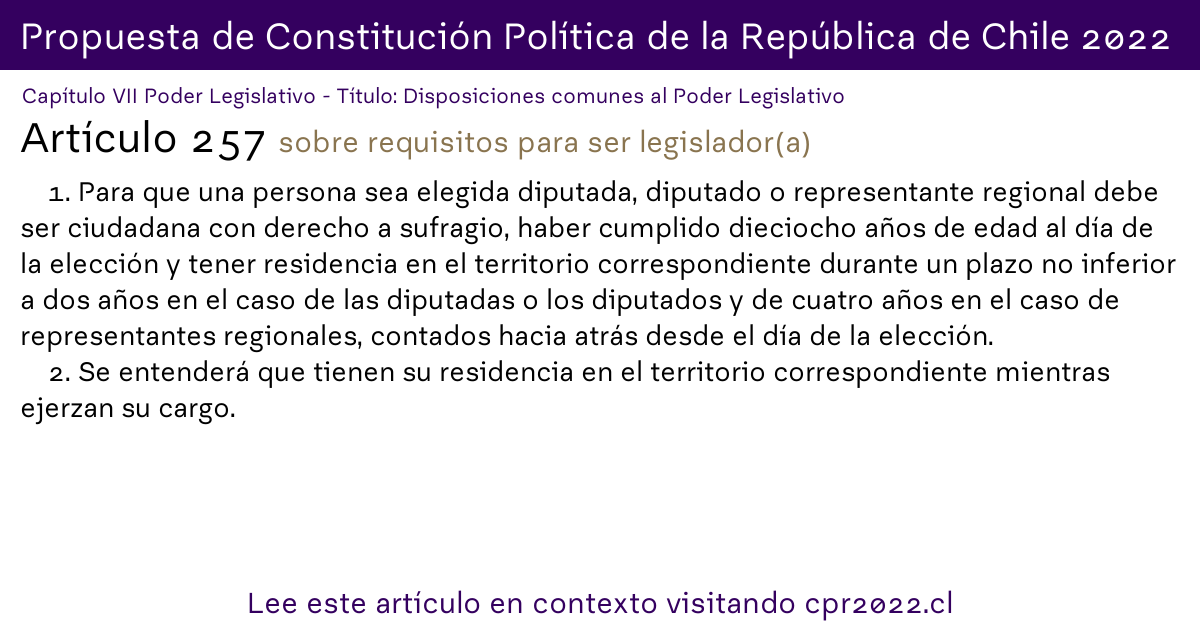 Propuesta de Constitución Política de la República de Chile 2022
Capítulo VII Poder Legislativo - Título: Disposiciones comunes al Poder Legislativo
Artículo 257 sobre requisitos para ser legislador(a)
1. Para que una persona sea elegida diputada, diputado o representante regional debe
ser ciudadana con derecho a sufragio, haber cumplido dieciocho años de edad al día de
la elección y tener residencia en el territorio correspondiente durante un plazo no inferior
a dos años en el caso de las diputadas o los diputados y de cuatro años en el caso de
representantes regionales, contados hacia atrás desde el día de la elección.
2. Se entenderá que tienen su residencia en el territorio correspondiente mientras
ejerzan su cargo.
Lee este artículo en contexto visitando cpr2022.cl